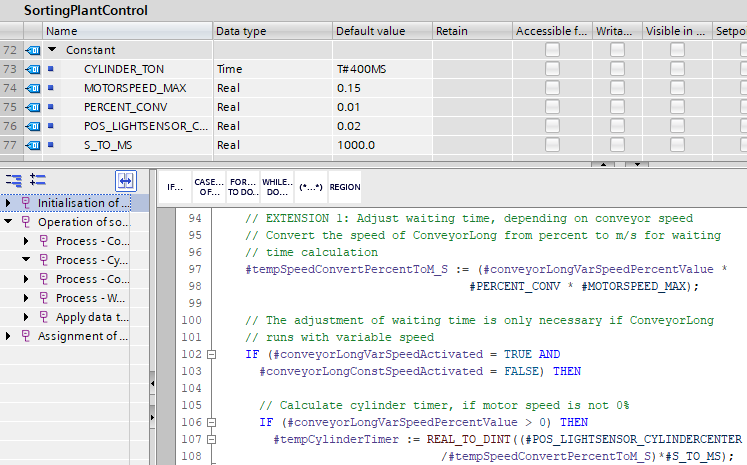 SortingPlantControl
Name Data type Default value Retain Accessible f... Writa... Visible in ... Setpo
72 Constant
73 CYLINDER_TON Time T#400MS
74 MOTORSPEED_MAX Real 0.15
75 PERCENT_CONV Real 0.01
76 POS_LIGHTSENSOR_C... Real 0.02
77 S_TO_MS Real 1000.0
IF... CASE... OF... FOR... TO DO.. WHILE.. DO... (*...*) REGION
Initialisation of ...
Operation of so...
Process - Co...
Process - Cy...
Process - Co...
Process - W...
Apply data t...
Assignment of ...
94 // EXTENSION 1: Adjust waiting time, depending on conveyor speed
95 // Convert the speed of ConveyorLong from percent to m/s for waiting
96 // time calculation
97 #tempSpeedConvertPercentToM_S := (#conveyorLongVarSpeedPercentValue *
98 #PERCENT_CONV * #MOTORSPEED_MAX);
99
100 // The adjustment of waiting time is only necessary if ConveyorLong
101 // runs with variable speed
102 IF (#conveyorLongVarSpeedActivated = TRUE AND
103 #conveyorLongConstSpeedActivated = FALSE) THEN
104
105 // Calculate cylinder timer, if motor speed is not 0%
106 IF (#conveyorLongVarSpeedPercentValue > 0) THEN
107 #tempCylinderTimer := REAL_TO_DINT((#POS_LIGHTSENSOR_CYLINDERCENTER
108 /#tempSpeedConvertPercentToM_S)*#S_TO_MS);